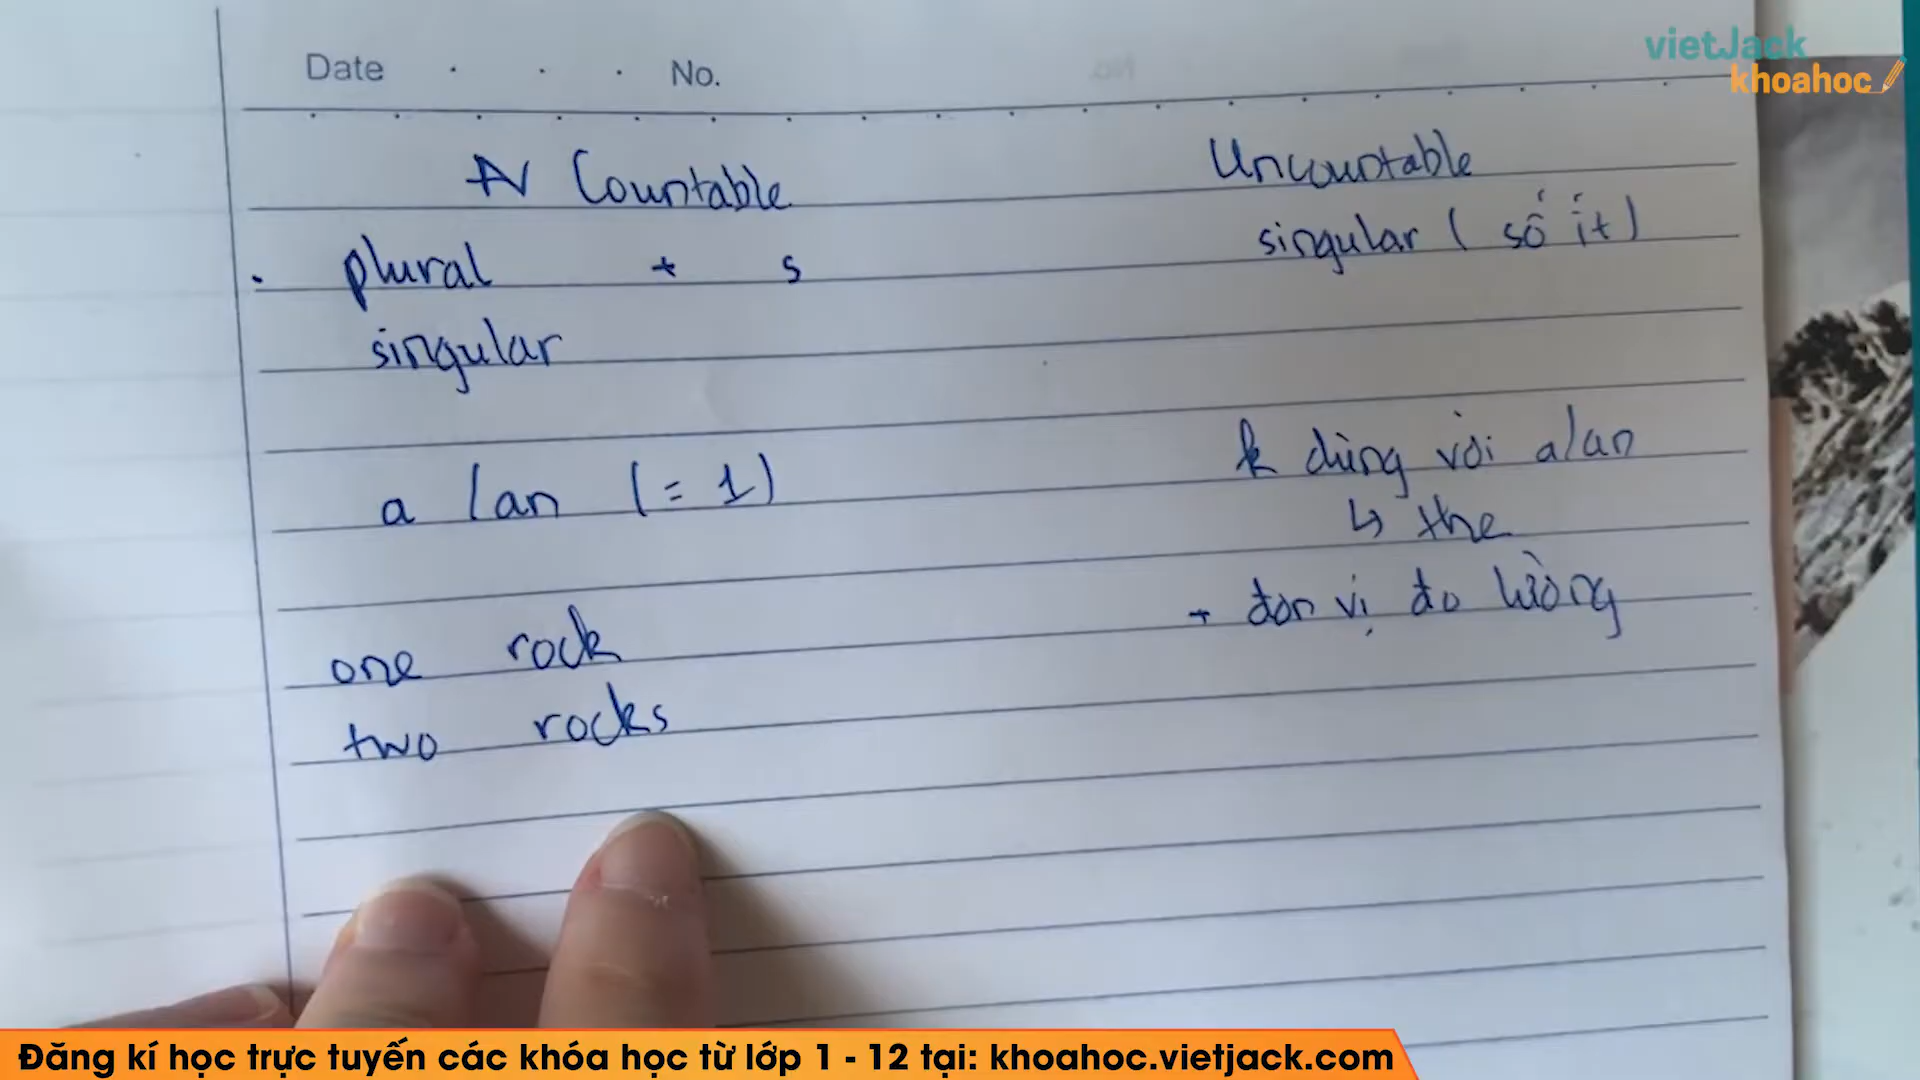 vietJack
khoahoc
Date . . . No.
N Countable
Uncountable
. plural + s
singular (số ít)
singular
a / an (= 1)
k dùng với a/an
↳ the
+ đơn vị đo lường
one rock
two rocks
Đăng kí học trực tuyến các khóa học từ lớp 1 - 12 tại: khoahoc.vietjack.com